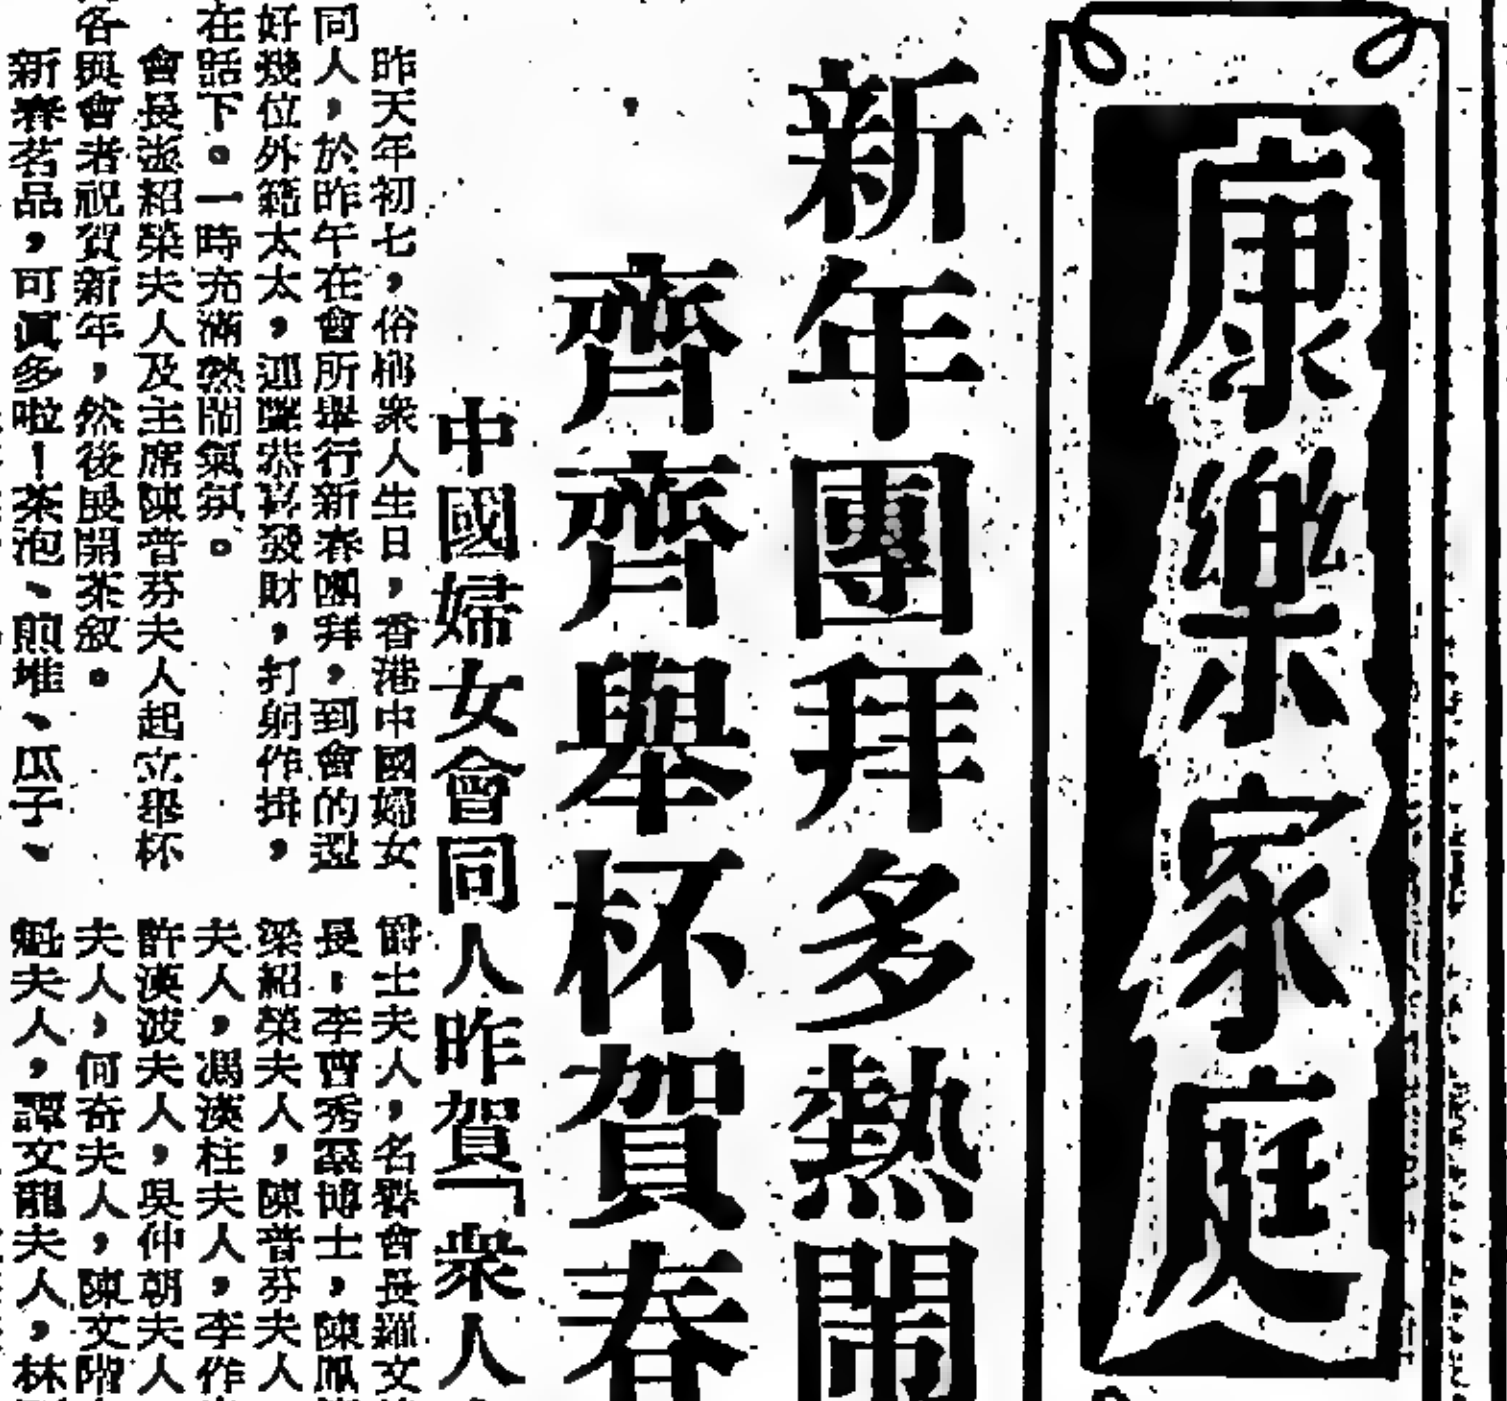 康樂家庭
新年團拜多熱鬧
齊齊舉杯賀春
中國婦女會同人昨賀「衆人
昨天年初七，俗稱衆人生日，香港中國婦女
同人，於昨午在會所舉行新春團拜，到會的還
好幾位外籍太太，連聲恭喜發財，打躬作揖，
在話下。一時充滿熱鬧氣氛。
會長梁紹榮夫人及主席陳普芬夫人起立舉杯
各與會者祝賀新年，然後展開茶叙。
新春茗品，可眞多啦！茶泡、煎堆、瓜子、
爵士夫人，名譽會長羅文
長：李曹秀羣博士，陳鳳
梁紹榮夫人，陳普芬夫人
夫人，馮漢柱夫人，李作
許漢波夫人，吳仲朝夫人
夫人，何奇夫人，陳文階
魁夫人，譚文龍夫人，林